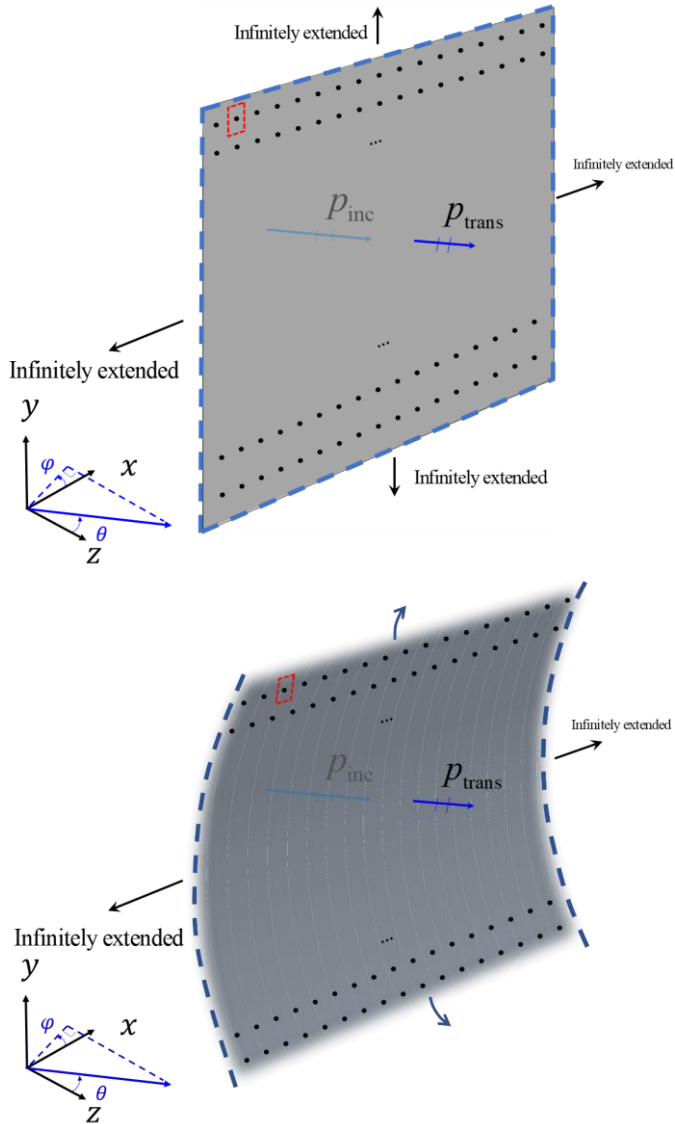 Infinitely extended
Infinitely extended
...
p_inc
p_trans
...
Infinitely extended
Infinitely extended
y
φ
x
θ
z
...
Infinitely extended
p_inc
p_trans
Infinitely extended
...
y
φ
x
θ
z